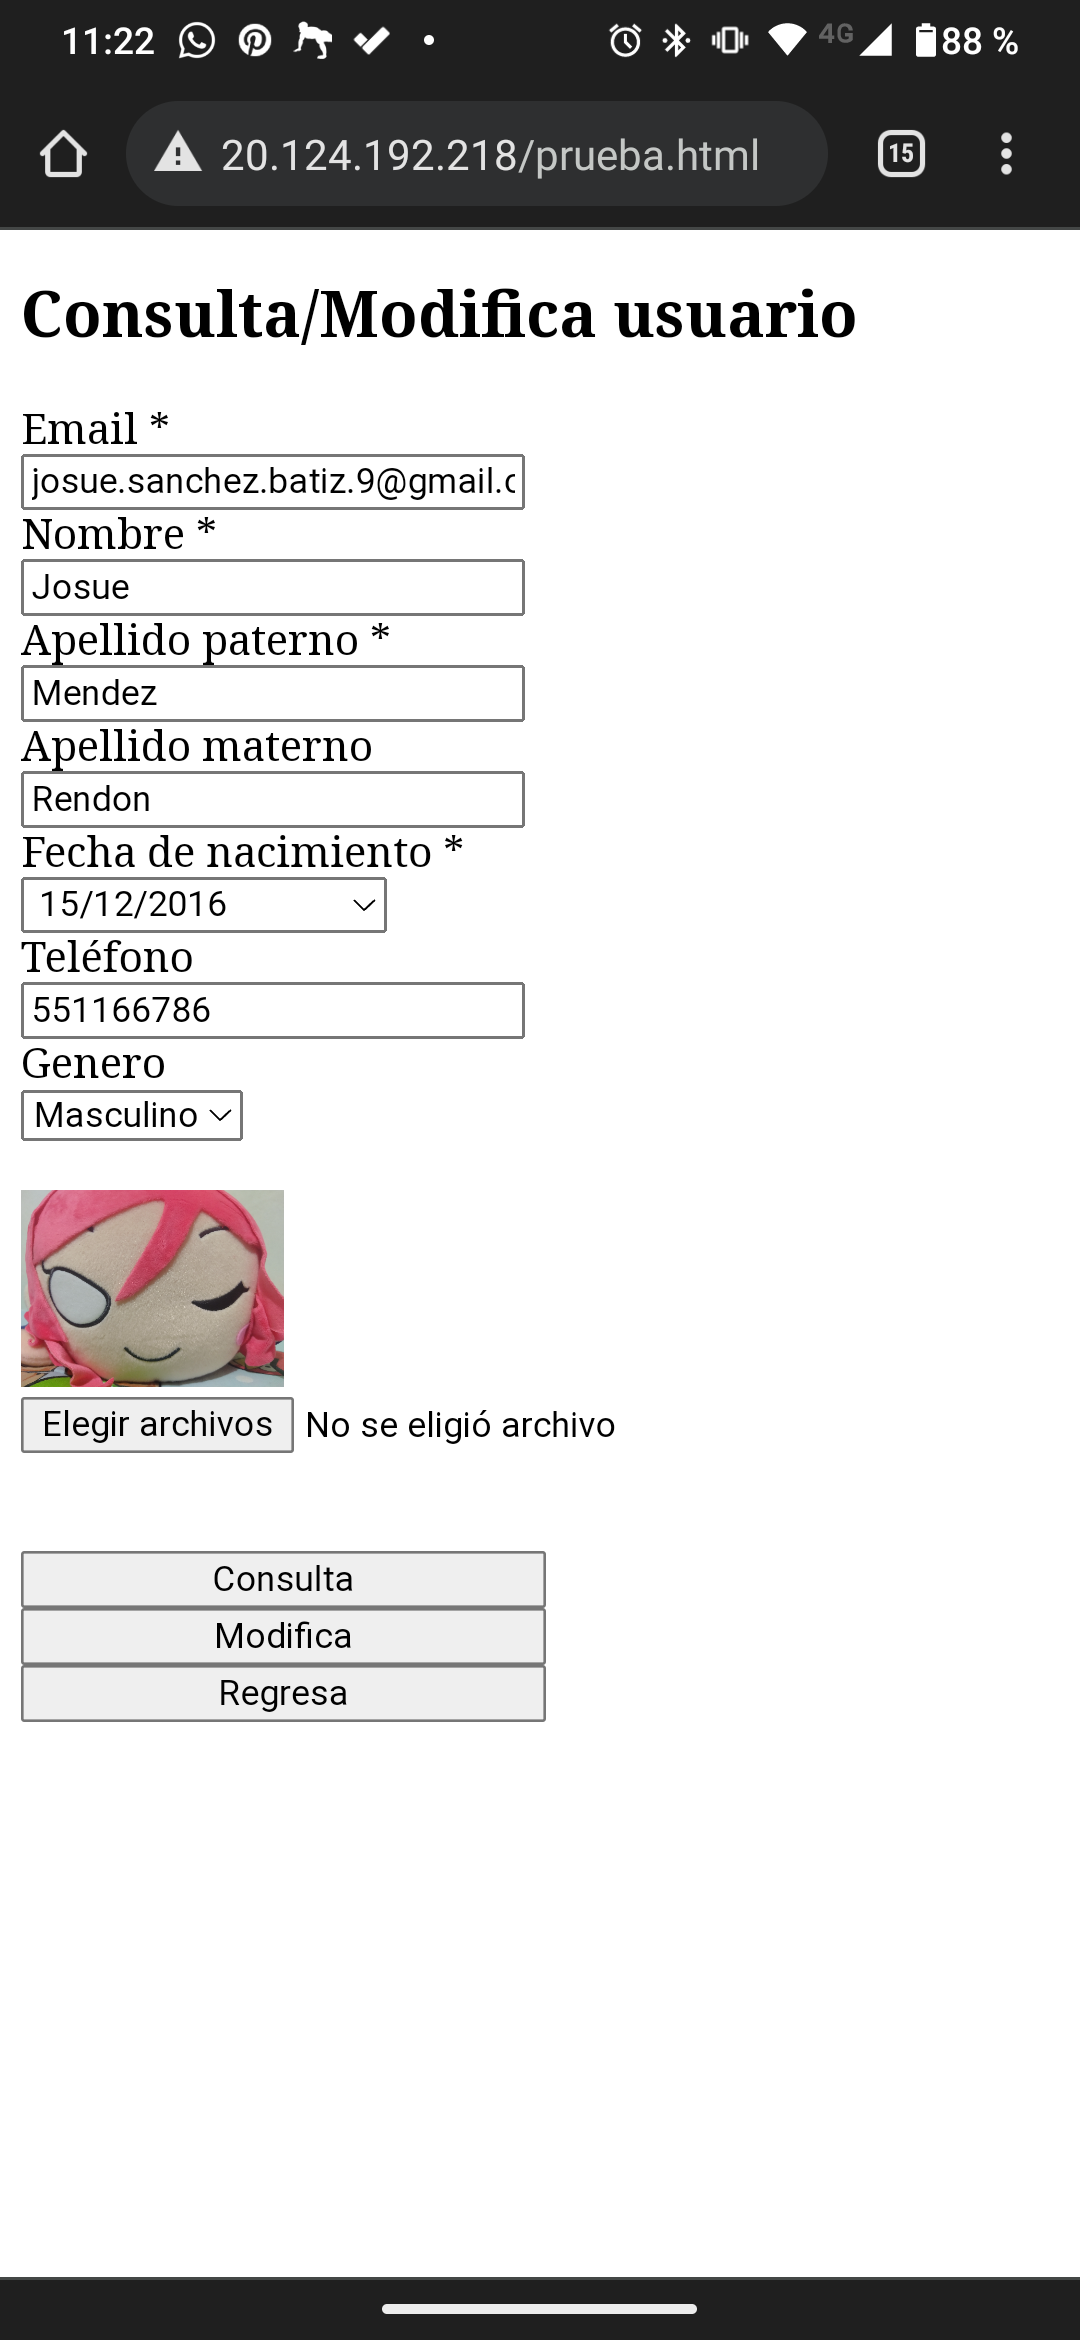 11:22 4G 88 %
20.124.192.218/prueba.html 15
Consulta/Modifica usuario
Email *
josue.sanchez.batiz.9@gmail.c
Nombre *
Josue
Apellido paterno *
Mendez
Apellido materno
Rendon
Fecha de nacimiento *
15/12/2016
Teléfono
551166786
Genero
Masculino
Elegir archivos No se eligió archivo
Consulta
Modifica
Regresa